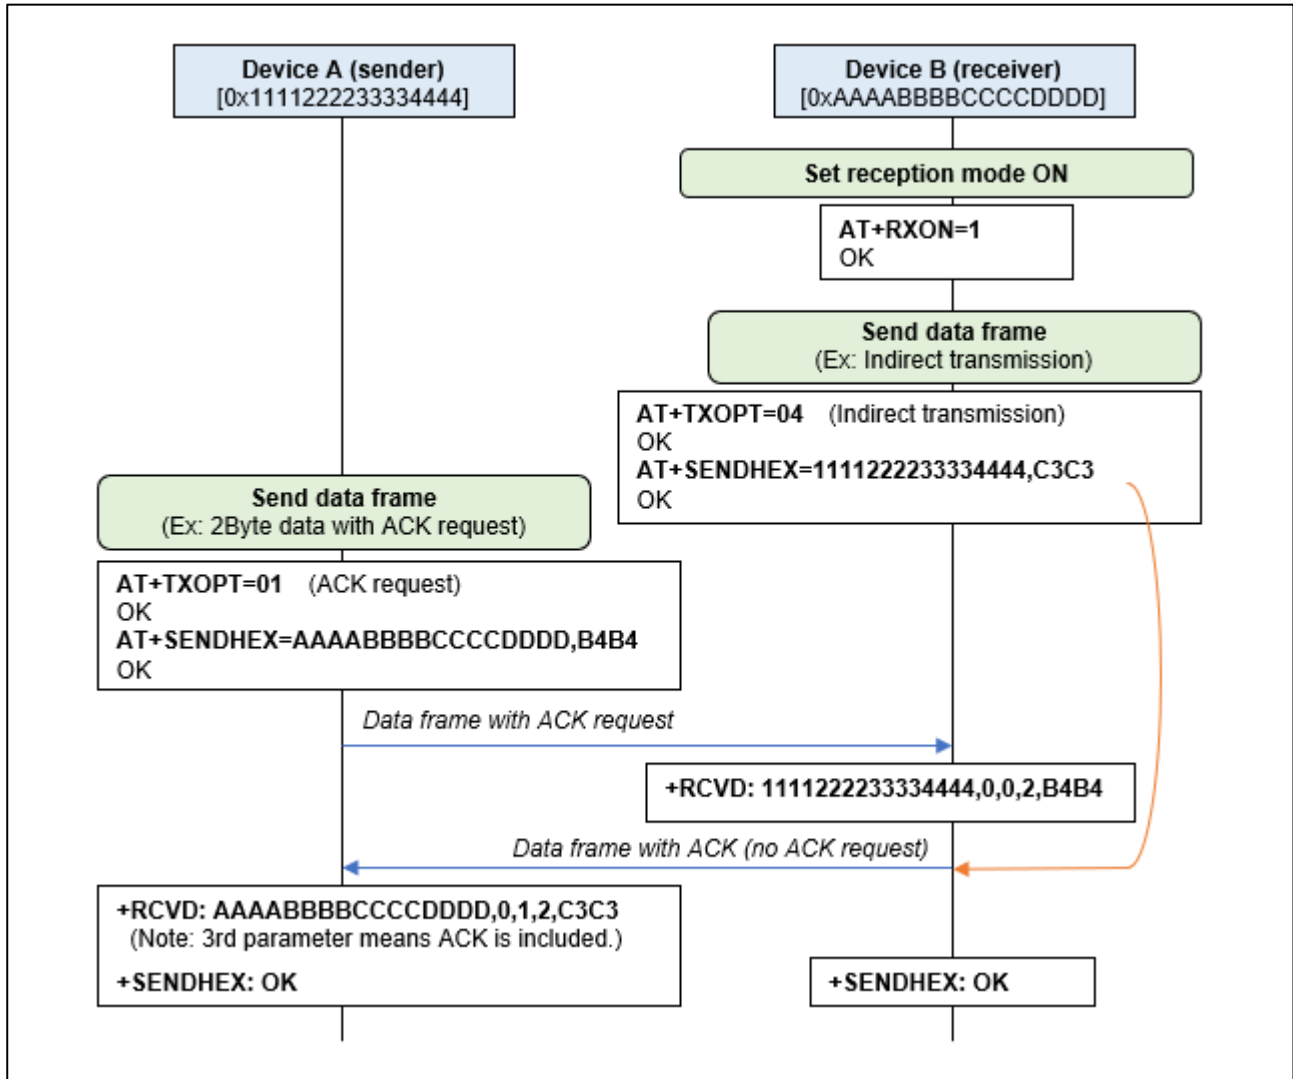 Device A (sender)
[0x1111222233334444]
Device B (receiver)
[0xAAAABBBBCCCCDDDD]
Set reception mode ON
AT+RXON=1
OK
Send data frame
(Ex: Indirect transmission)
AT+TXOPT=04 (Indirect transmission)
OK
AT+SENDHEX=1111222233334444,C3C3
OK
Send data frame
(Ex: 2Byte data with ACK request)
AT+TXOPT=01 (ACK request)
OK
AT+SENDHEX=AAAABBBBCCCCDDDD,B4B4
OK
Data frame with ACK request
+RCVD: 1111222233334444,0,0,2,B4B4
Data frame with ACK (no ACK request)
+RCVD: AAAABBBBCCCCDDDD,0,1,2,C3C3
(Note: 3rd parameter means ACK is included.)
+SENDHEX: OK
+SENDHEX: OK